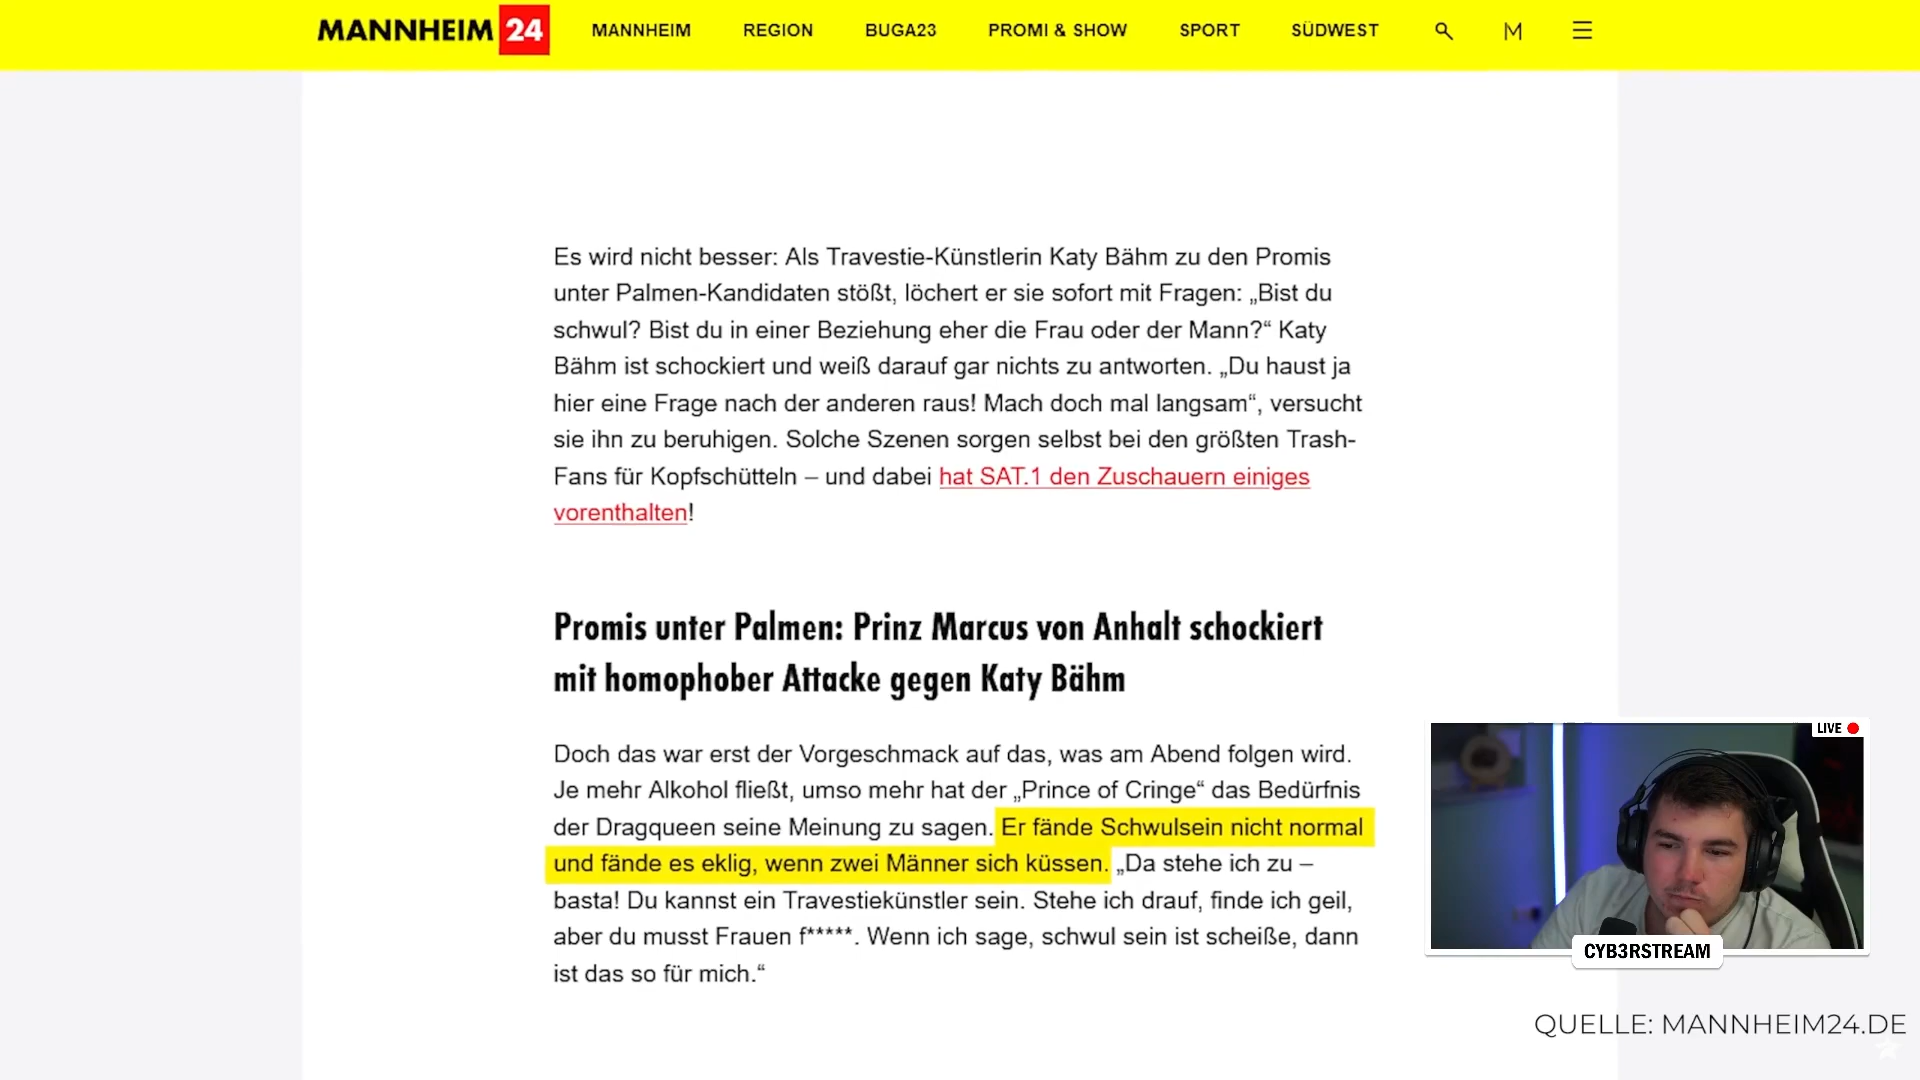 MANNHEIM 24 MANNHEIM REGION BUGA23 PROMI & SHOW SPORT SÜDWEST M
Es wird nicht besser: Als Travestie-Künstlerin Katy Bähm zu den Promis
unter Palmen-Kandidaten stößt, löchert er sie sofort mit Fragen: „Bist du
schwul? Bist du in einer Beziehung eher die Frau oder der Mann?“ Katy
Bähm ist schockiert und weiß darauf gar nichts zu antworten. „Du haust ja
hier eine Frage nach der anderen raus! Mach doch mal langsam“, versucht
sie ihn zu beruhigen. Solche Szenen sorgen selbst bei den größten Trash-
Fans für Kopfschütteln – und dabei hat SAT.1 den Zuschauern einiges
vorenthalten!
Promis unter Palmen: Prinz Marcus von Anhalt schockiert
mit homophober Attacke gegen Katy Bähm
Doch das war erst der Vorgeschmack auf das, was am Abend folgen wird.
Je mehr Alkohol fließt, umso mehr hat der „Prince of Cringe“ das Bedürfnis
der Dragqueen seine Meinung zu sagen. Er fände Schwulsein nicht normal
und fände es eklig, wenn zwei Männer sich küssen. „Da stehe ich zu –
basta! Du kannst ein Travestiekünstler sein. Stehe ich drauf, finde ich geil,
aber du musst Frauen f*****. Wenn ich sage, schwul sein ist scheiße, dann
ist das so für mich.“
LIVE
CYB3RSTREAM
QUELLE: MANNHEIM24.DE